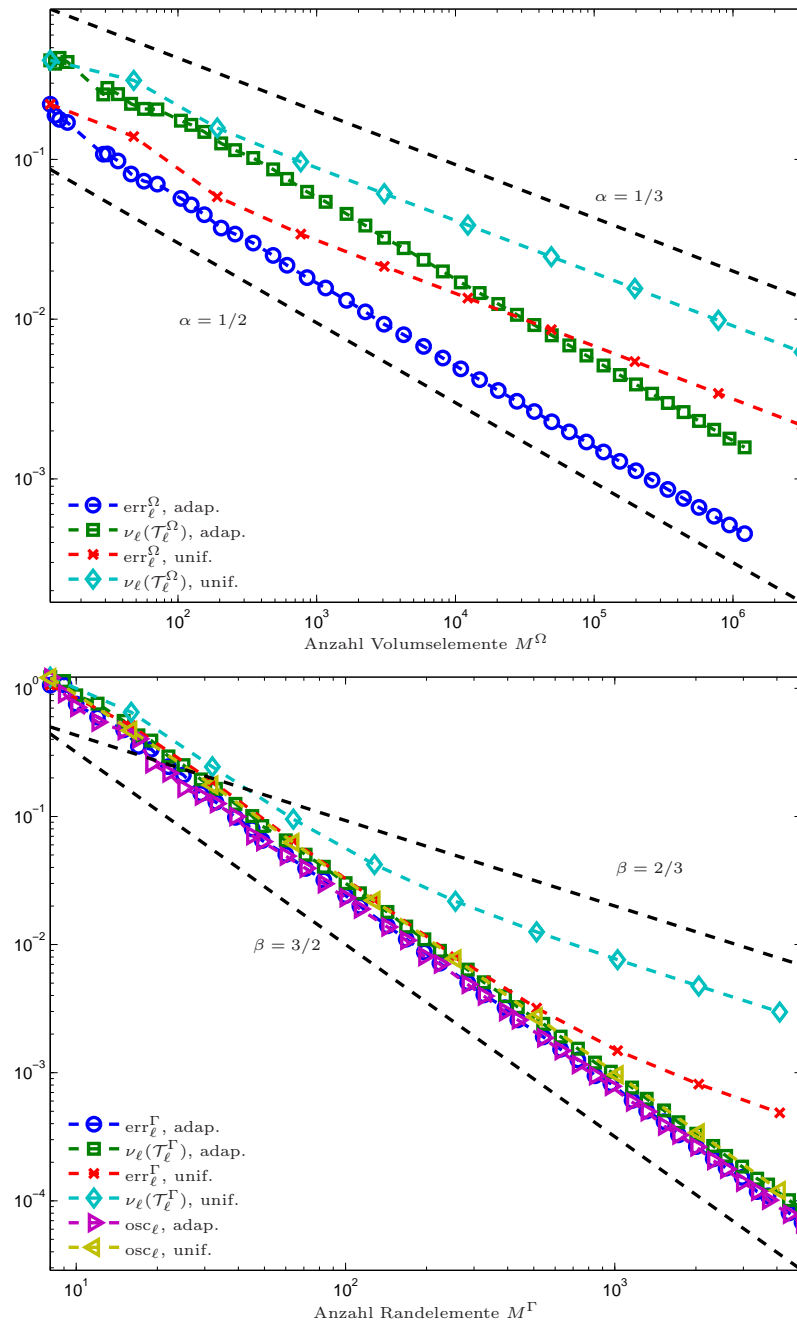 10^{-1}
10^{-2}
10^{-3}
α = 1/3
α = 1/2
err_ℓ^Ω, adap.
ν_ℓ(𝒯_ℓ^Ω), adap.
err_ℓ^Ω, unif.
ν_ℓ(𝒯_ℓ^Ω), unif.
10^2 10^3 10^4 10^5 10^6
Anzahl Volumselemente M^Ω
10^0
10^{-1}
10^{-2}
10^{-3}
10^{-4}
β = 2/3
β = 3/2
err_ℓ^Γ, adap.
ν_ℓ(𝒯_ℓ^Γ), adap.
err_ℓ^Γ, unif.
ν_ℓ(𝒯_ℓ^Γ), unif.
osc_ℓ, adap.
osc_ℓ, unif.
10^1 10^2 10^3
Anzahl Randelemente M^Γ